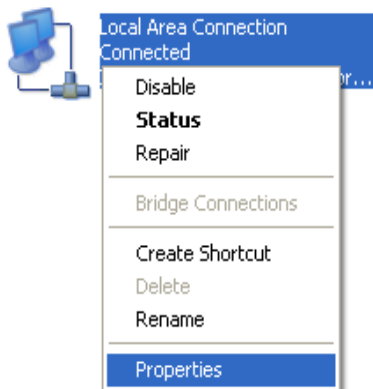 Local Area Connection
Connected
Disable
Status
Repair
Bridge Connections
Create Shortcut
Delete
Rename
Properties